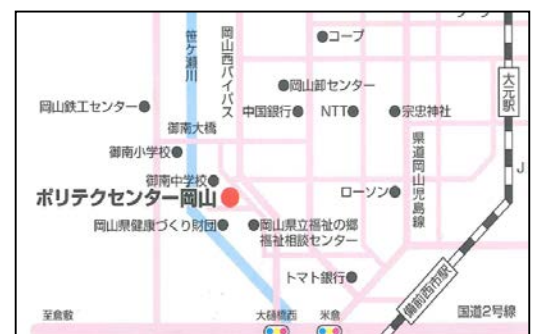 コープ
笹ヶ瀬川
岡山西バイパス
岡山卸センター
大元駅
岡山鉄工センター
中国銀行
NTT
宗忠神社
御南大橋
県道岡山児島線
御南小学校
J
御南中学校
ポリテクセンター岡山
ローソン
岡山県健康づくり財団
岡山県立福祉の郷
福祉相談センター
トマト銀行
備前西市駅
至倉敷
大樋橋西
米倉
国道2号線